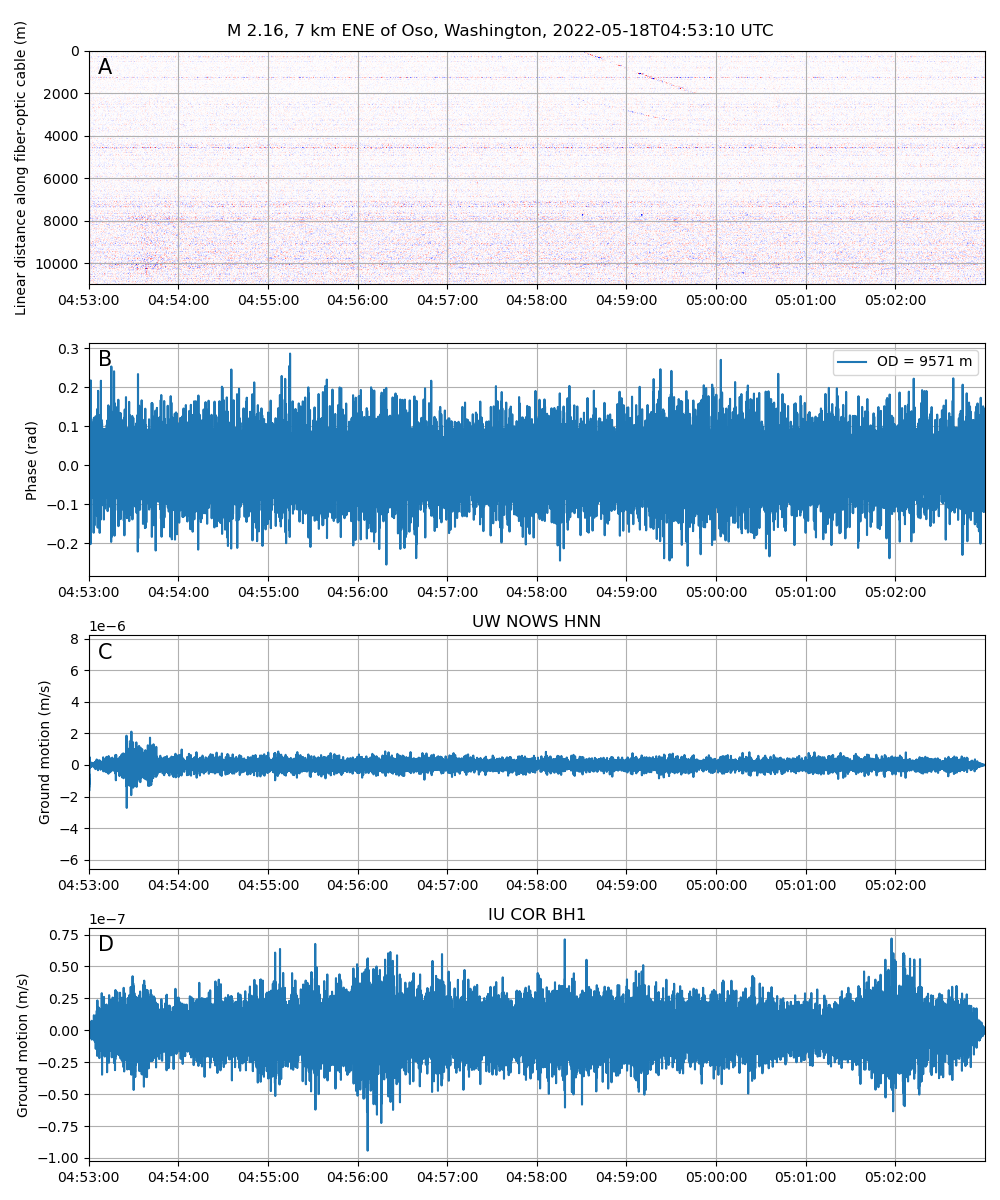 M 2.16, 7 km ENE of Oso, Washington, 2022-05-18T04:53:10 UTC
A
Linear distance along fiber-optic cable (m)
0
2000
4000
6000
8000
10000
04:53:00 04:54:00 04:55:00 04:56:00 04:57:00 04:58:00 04:59:00 05:00:00 05:01:00 05:02:00
B
OD = 9571 m
Phase (rad)
0.3
0.2
0.1
0.0
−0.1
−0.2
04:53:00 04:54:00 04:55:00 04:56:00 04:57:00 04:58:00 04:59:00 05:00:00 05:01:00 05:02:00
UW NOWS HNN
1e−6
C
Ground motion (m/s)
8
6
4
2
0
−2
−4
−6
04:53:00 04:54:00 04:55:00 04:56:00 04:57:00 04:58:00 04:59:00 05:00:00 05:01:00 05:02:00
IU COR BH1
1e−7
D
Ground motion (m/s)
0.75
0.50
0.25
0.00
−0.25
−0.50
−0.75
−1.00
04:53:00 04:54:00 04:55:00 04:56:00 04:57:00 04:58:00 04:59:00 05:00:00 05:01:00 05:02:00